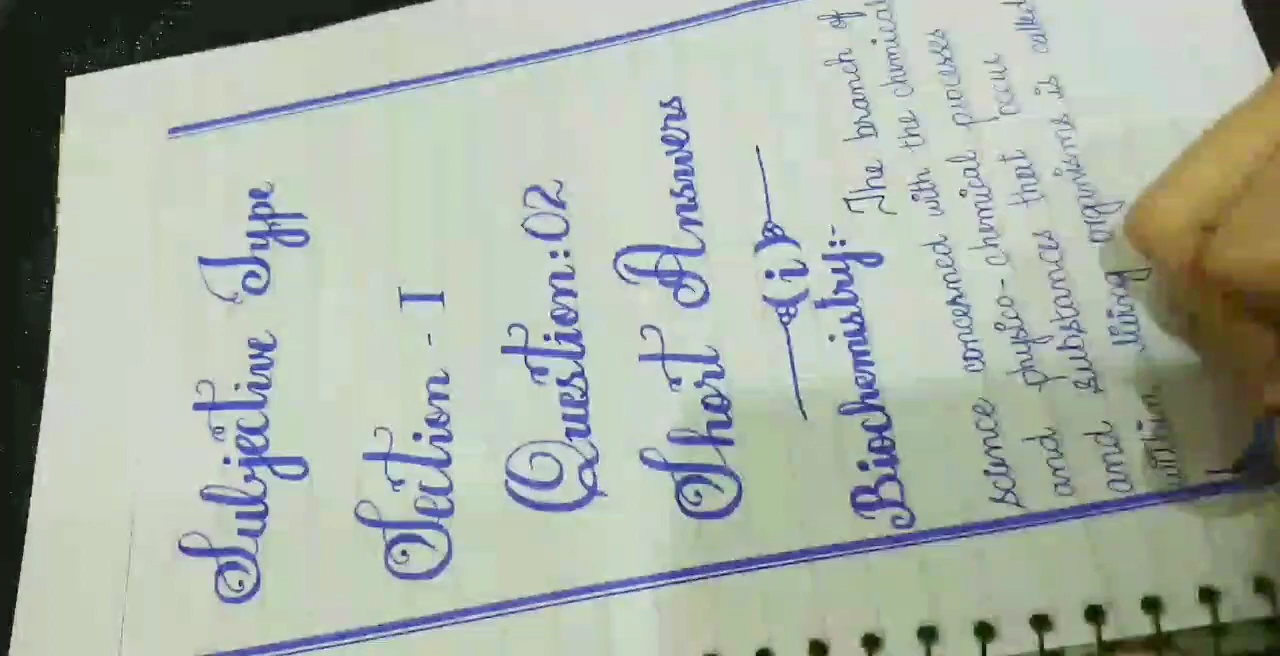 Subjective Type
Section - I
Question:02
Short Answers
(i)
Biochemistry:-
The branch of
science concerned with the chemical
and physico-chemical processes
and substances that occur
within living organisms is called